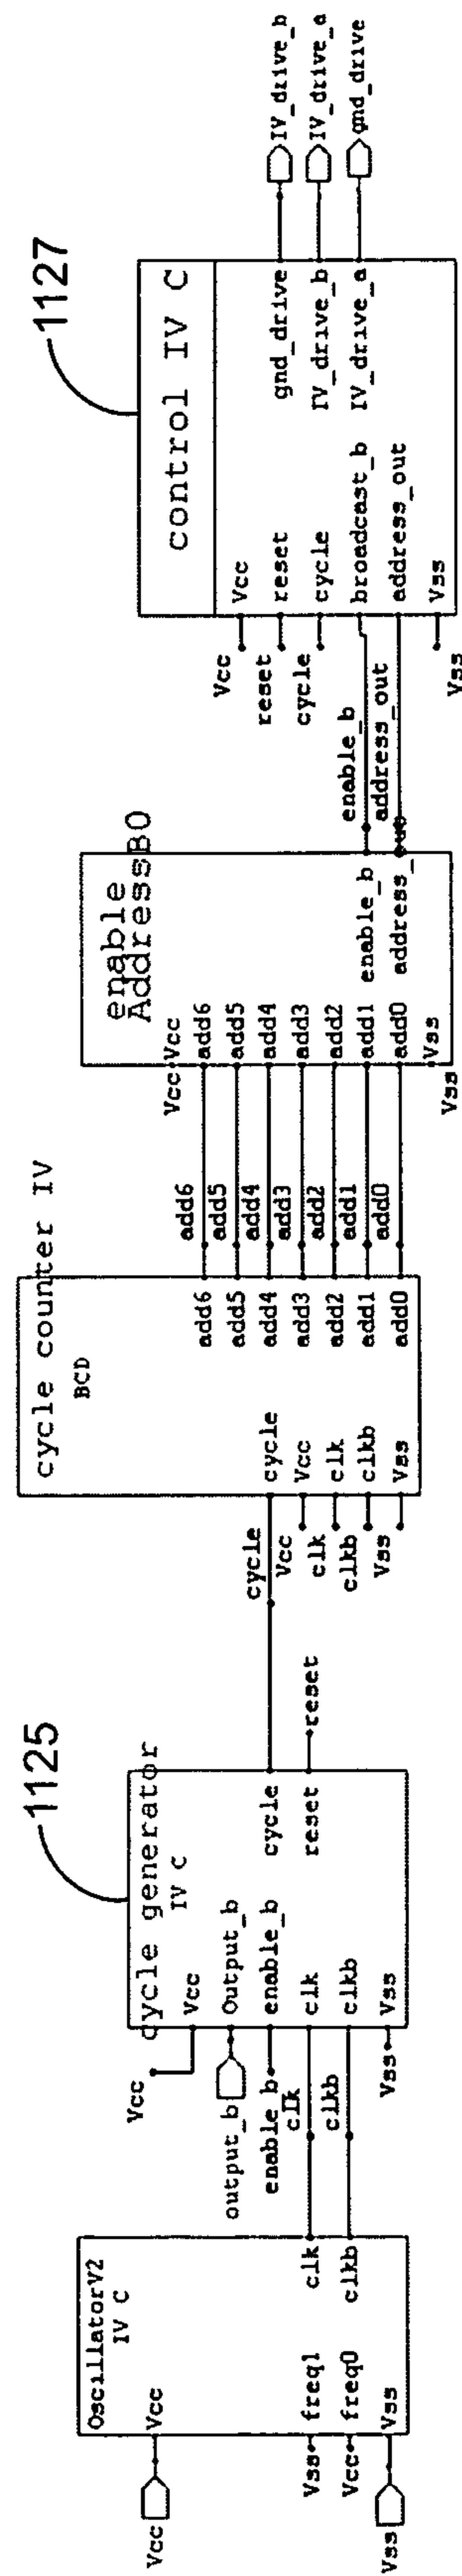 OscillatorV2
IV C
Vcc
Vcc
Vss freq1
Vcc freq0
Vss
Vss
clk
clkb
clk
clkb
1125
cycle generator
IV C
Vcc
Vcc
output_b
Output_b
enable_b
enable_b
clk
clkb
Vss
Vss
cycle
reset
reset
cycle
cycle counter IV
BCD
cycle
Vcc
Vcc
clk
clk
clkb
clkb
Vss
Vss
add6
add5
add4
add3
add2
add1
add0
add6
add5
add4
add3
add2
add1
add0
enable
AddressB0
Vcc
Vcc
add6
add5
add4
add3
add2
add1
add0
Vss
Vss
enable_b
address_out
enable_b
address_out
1127
control IV C
Vcc
Vcc
reset
reset
cycle
cycle
broadcast_b
address_out
Vss
Vss
gnd_drive
IV_drive_b
IV_drive_a
IV_drive_b
IV_drive_a
gnd_drive